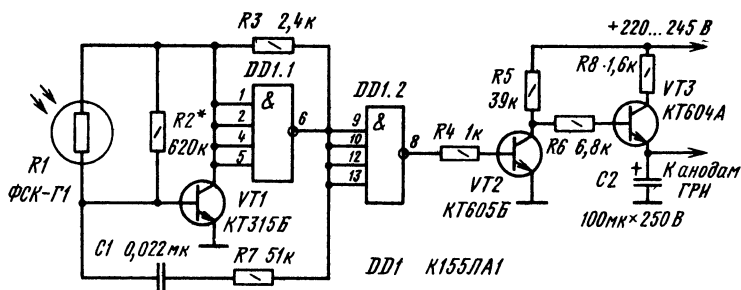 R3 2,4к
+220...245 В
DD1.1
R8 1,6к
DD1.2
R5
39к
VT3
КТ604А
1
2
4
5
&
6
R2*
620к
9
10
12
13
&
8
R4 1к
R6 6,8к
R1
ФСК-Г1
VT1
КТ315Б
VT2
КТ605Б
C2
+
К анодам
ГРИ
100мк×250В
C1 0,022мк
R7 51к
DD1 К155ЛА1